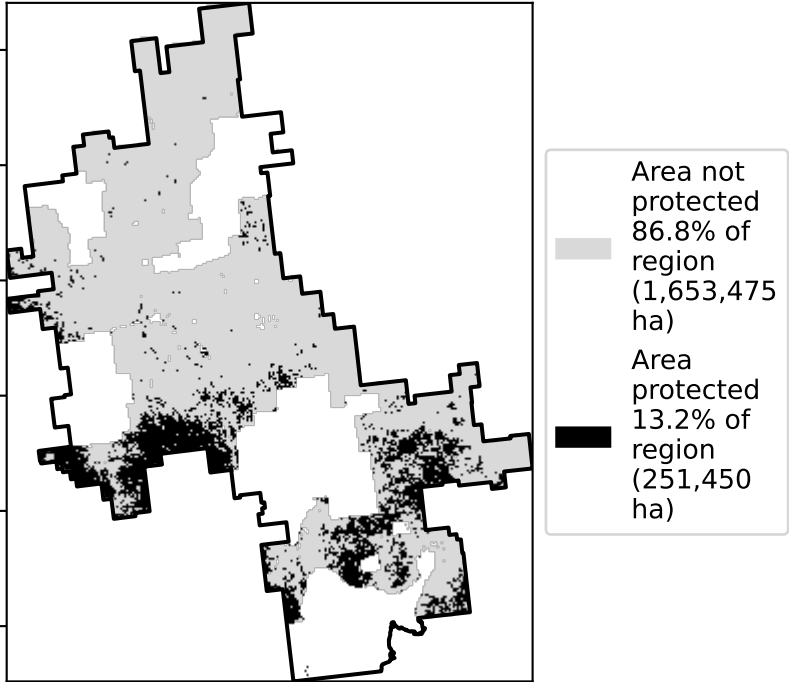 Area not
protected
86.8% of
region
(1,653,475
ha)
Area
protected
13.2% of
region
(251,450
ha)